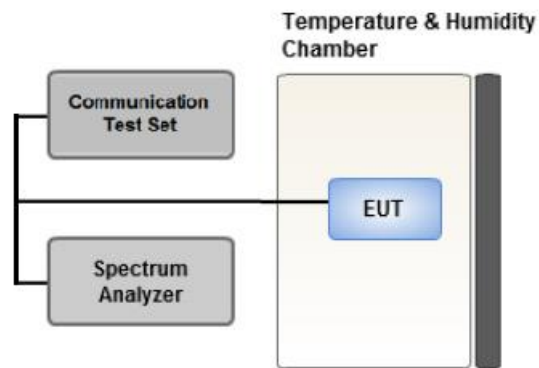 Temperature & Humidity
Chamber
Communication
Test Set
EUT
Spectrum
Analyzer